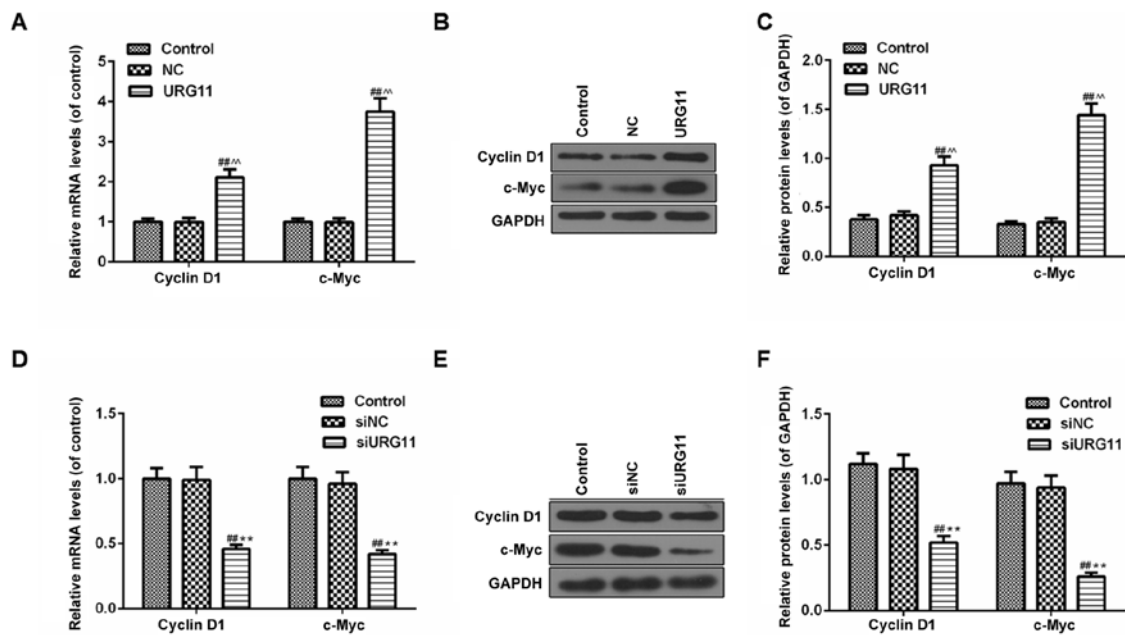 A
Control
NC
URG11
Relative mRNA levels (of control)
5
4
2
1
0
##^^
##^^
Cyclin D1
c-Myc
B
Control
NC
URG11
Cyclin D1
c-Myc
GAPDH
C
Control
NC
URG11
Relative protein levels (of GAPDH)
2.0
1.5
1.0
0.5
0.0
##^^
##^^
Cyclin D1
c-Myc
D
Control
siNC
siURG11
Relative mRNA levels (of control)
1.5
1.0
0.5
0.0
##**
##**
Cyclin D1
c-Myc
E
Control
siNC
siURG11
Cyclin D1
c-Myc
GAPDH
F
Control
siNC
siURG11
Relative protein levels (of GAPDH)
1.5
1.0
0.5
0.0
##**
##**
Cyclin D1
c-Myc